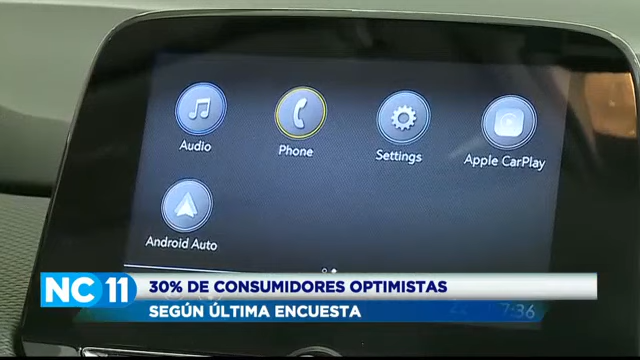 Audio
Phone
Settings
Apple CarPlay
Android Auto
NC 11
30% DE CONSUMIDORES OPTIMISTAS
SEGÚN ÚLTIMA ENCUESTA
7:36